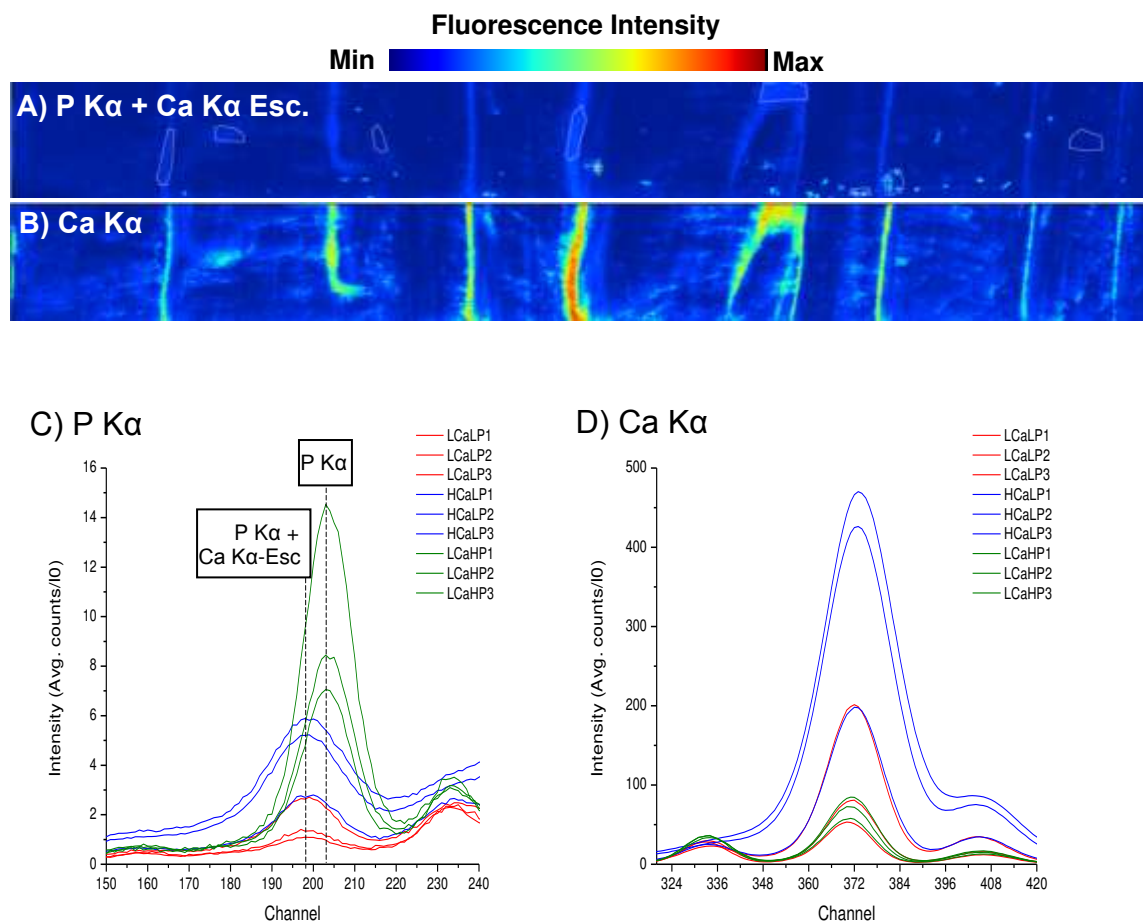 Fluorescence Intensity
Min Max
A) P Kα + Ca Kα Esc.
B) Ca Kα
C) P Kα
D) Ca Kα
LCaLP1
LCaLP2
LCaLP3
HCaLP1
HCaLP2
HCaLP3
LCaHP1
LCaHP2
LCaHP3
P Kα
P Kα +
Ca Kα-Esc
16
14
12
10
8
6
4
2
0
Intensity (Avg. counts/I0)
150 160 170 180 190 200 210 220 230 240
Channel
LCaLP1
LCaLP2
LCaLP3
HCaLP1
HCaLP2
HCaLP3
LCaHP1
LCaHP2
LCaHP3
500
400
300
200
100
0
Intensity (Avg. counts/I0)
324 336 348 360 372 384 396 408 420
Channel